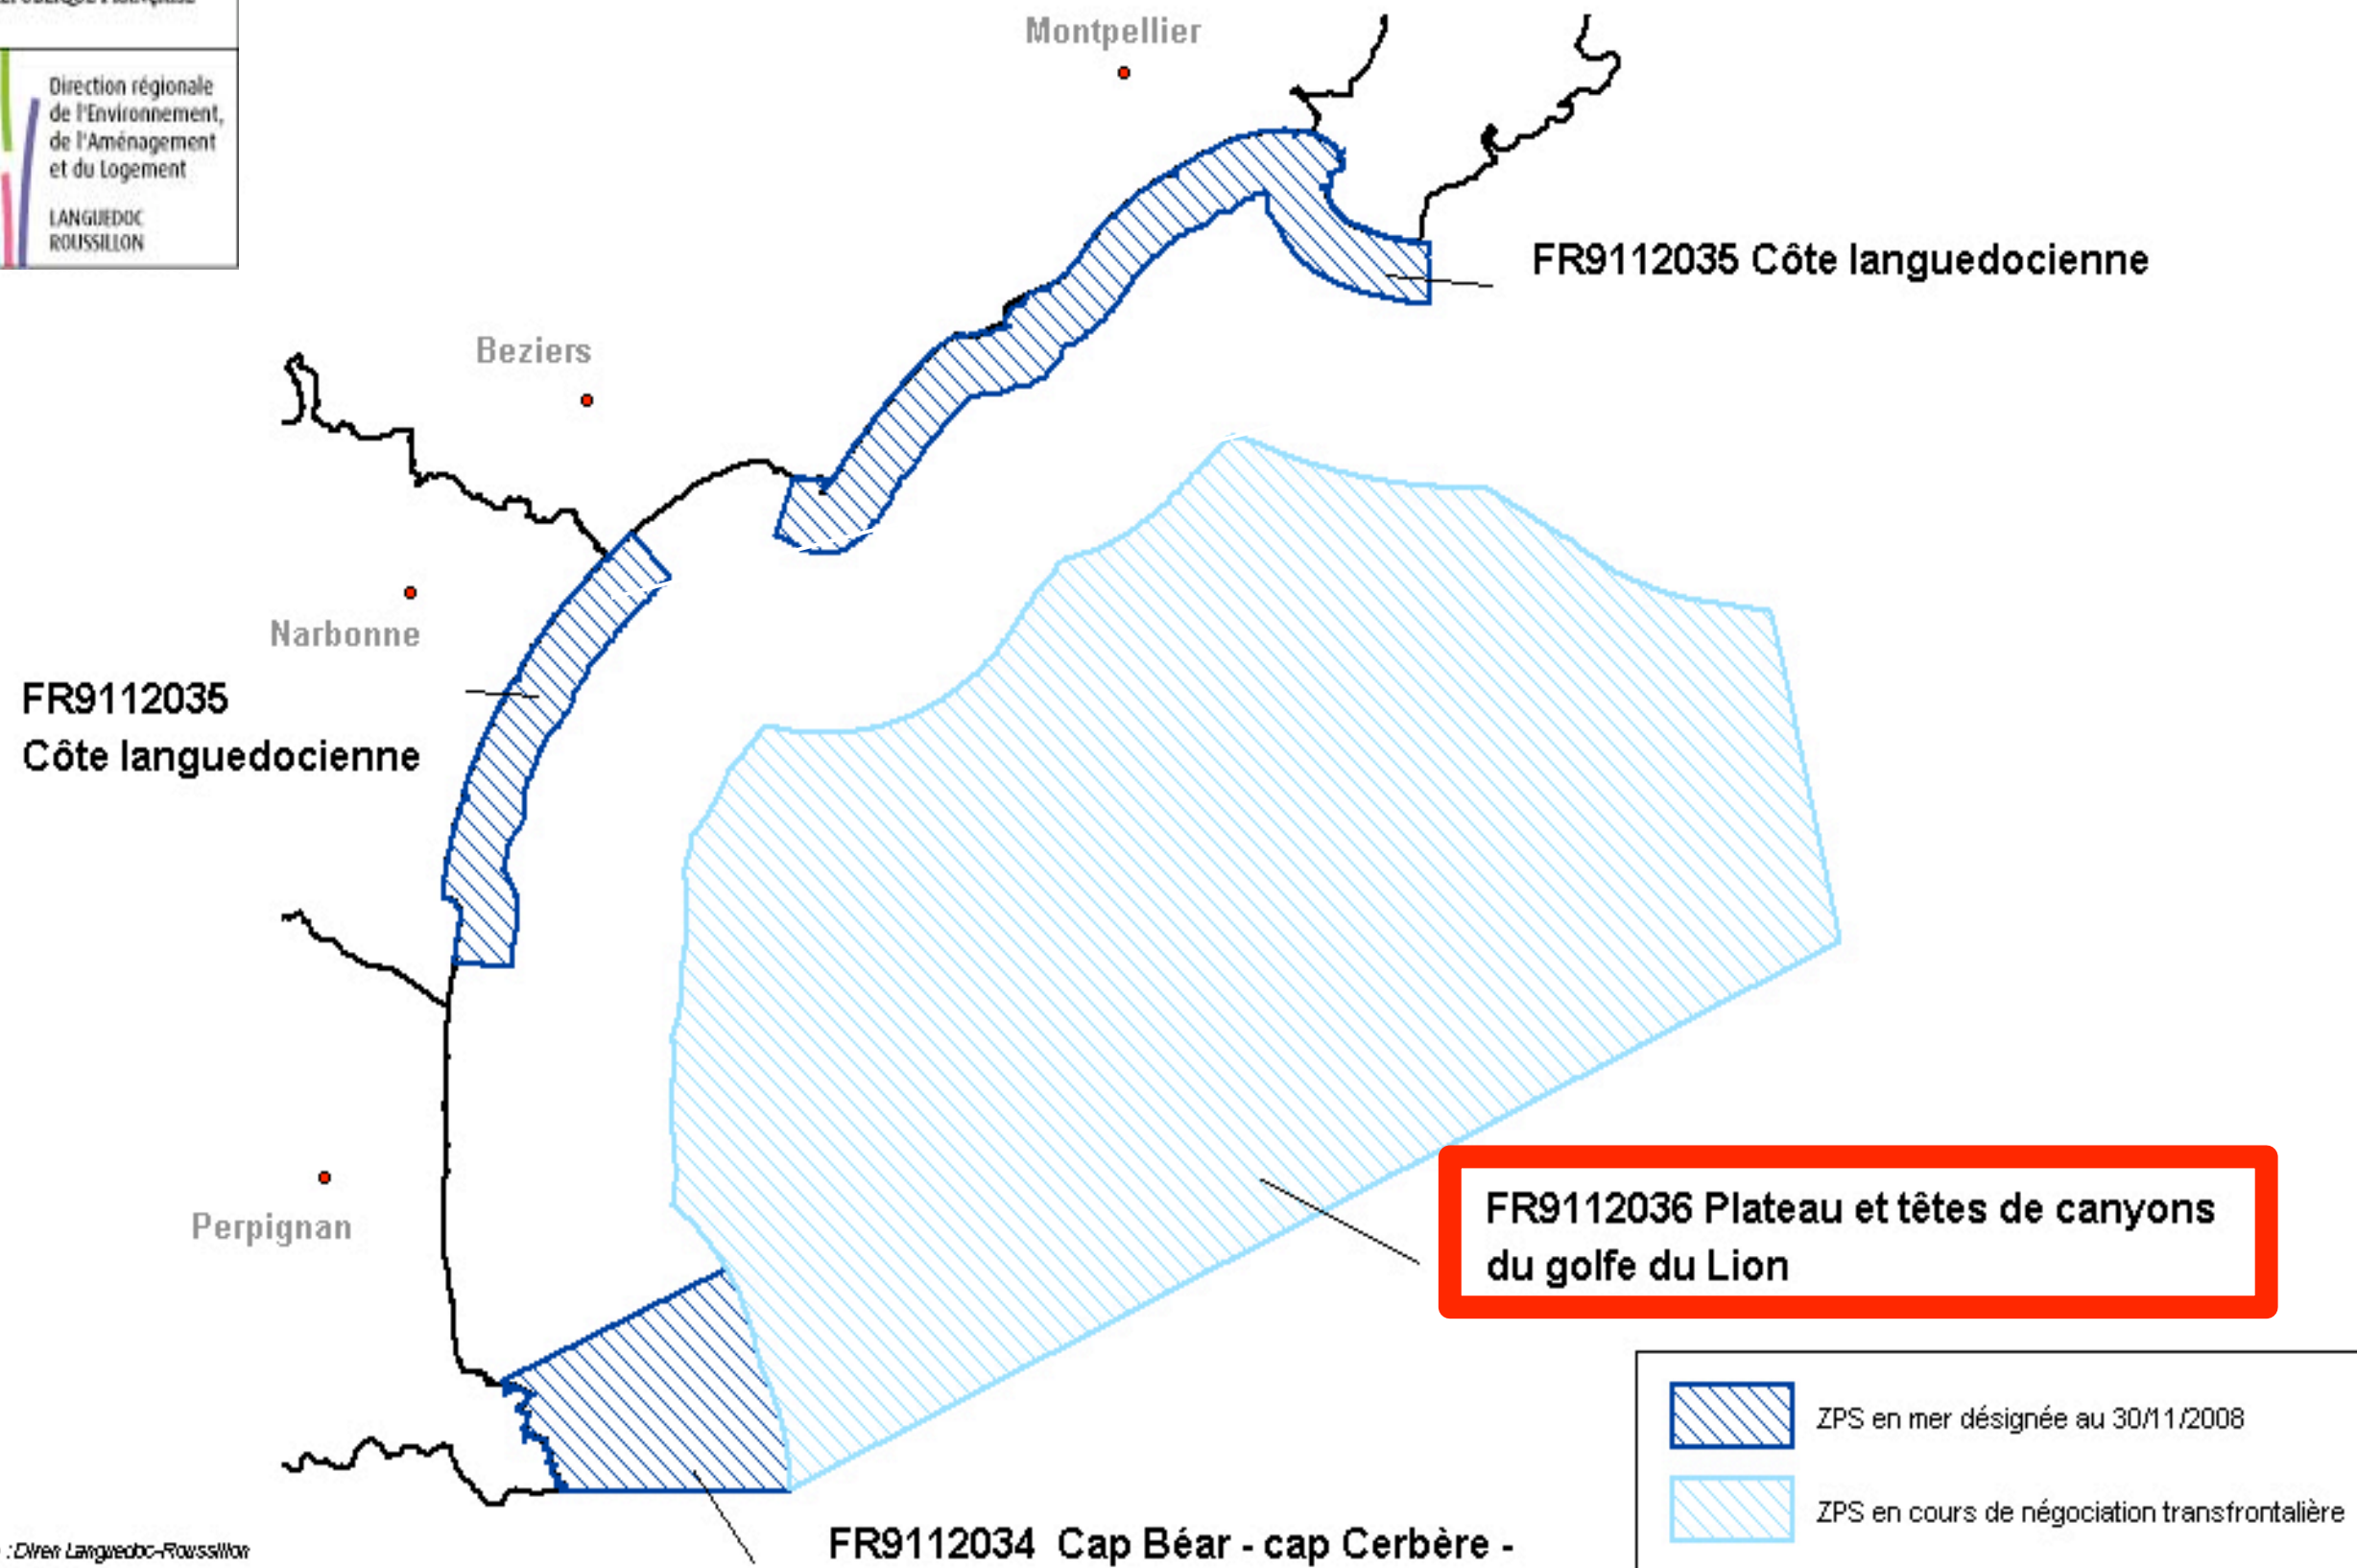 Direction régionale
de l'Environnement,
de l'Aménagement
et du Logement
LANGUEDOC
ROUSSILLON
Montpellier
FR9112035 Côte languedocienne
Beziers
Narbonne
FR9112035
Côte languedocienne
Perpignan
FR9112036 Plateau et têtes de canyons
du golfe du Lion
ZPS en mer désignée au 30/11/2008
ZPS en cours de négociation transfrontalière
FR9112034 Cap Béar - cap Cerbère -
: Diren Languedoc-Roussillon